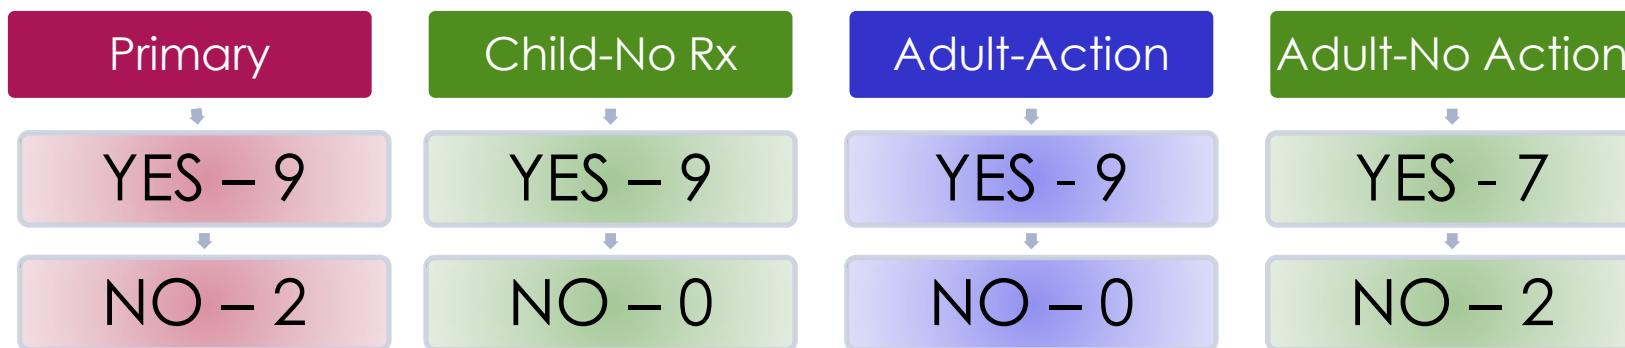 Primary
YES – 9
NO – 2
Child-No Rx
YES – 9
NO – 0
Adult-Action
YES - 9
NO – 0
Adult-No Action
YES - 7
NO – 2